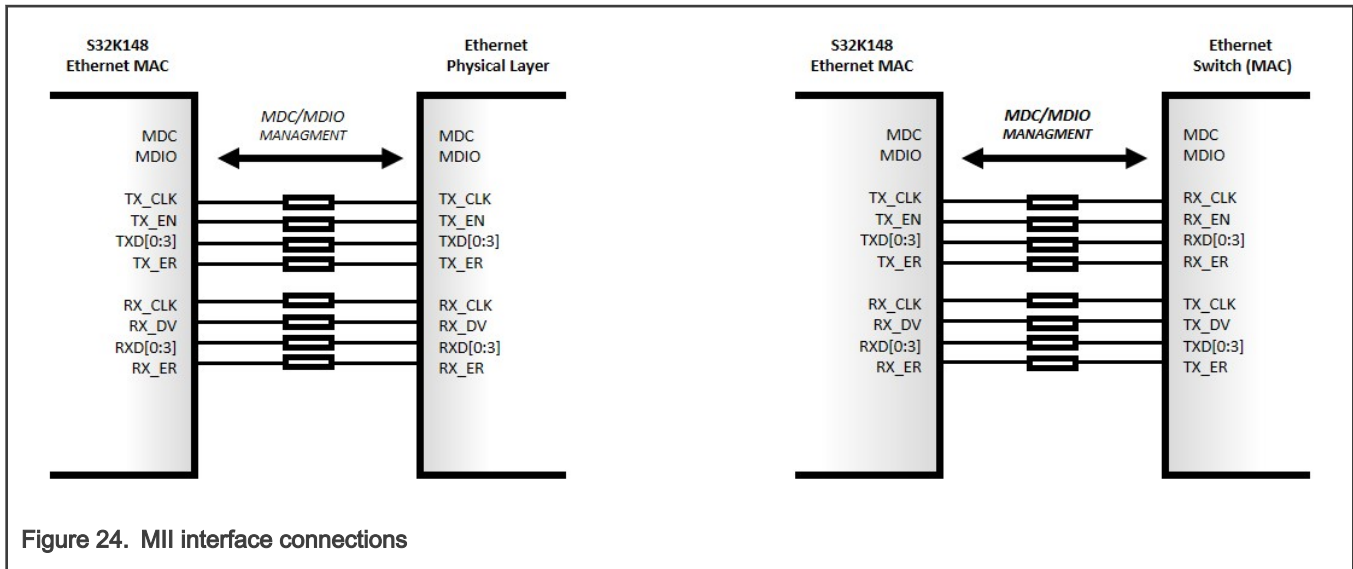 S32K148
Ethernet MAC
Ethernet
Physical Layer
MDC/MDIO
MANAGMENT
MDC
MDIO
TX_CLK
TX_EN
TXD[0:3]
TX_ER
RX_CLK
RX_DV
RXD[0:3]
RX_ER
MDC
MDIO
TX_CLK
TX_EN
TXD[0:3]
TX_ER
RX_CLK
RX_DV
RXD[0:3]
RX_ER
S32K148
Ethernet MAC
Ethernet
Switch (MAC)
MDC/MDIO
MANAGMENT
MDC
MDIO
TX_CLK
TX_EN
TXD[0:3]
TX_ER
RX_CLK
RX_DV
RXD[0:3]
RX_ER
MDC
MDIO
RX_CLK
RX_EN
RXD[0:3]
RX_ER
TX_CLK
TX_DV
TXD[0:3]
TX_ER
Figure 24. MII interface connections